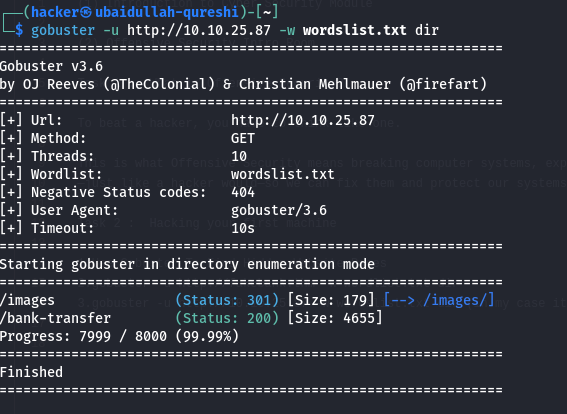 ┌──(hacker㉿ubaidullah-qureshi)-[~]
└─$ gobuster -u http://10.10.25.87 -w wordslist.txt dir
===============================================================
Gobuster v3.6
by OJ Reeves (@TheColonial) & Christian Mehlmauer (@firefart)
===============================================================
[+] Url:                     http://10.10.25.87
[+] Method:                  GET
[+] Threads:                 10
[+] Wordlist:                wordslist.txt
[+] Negative Status codes:   404
[+] User Agent:              gobuster/3.6
[+] Timeout:                 10s
===============================================================
Starting gobuster in directory enumeration mode
===============================================================
/images               (Status: 301) [Size: 179] [--> /images/]
/bank-transfer        (Status: 200) [Size: 4655]
Progress: 7999 / 8000 (99.99%)
===============================================================
Finished
===============================================================